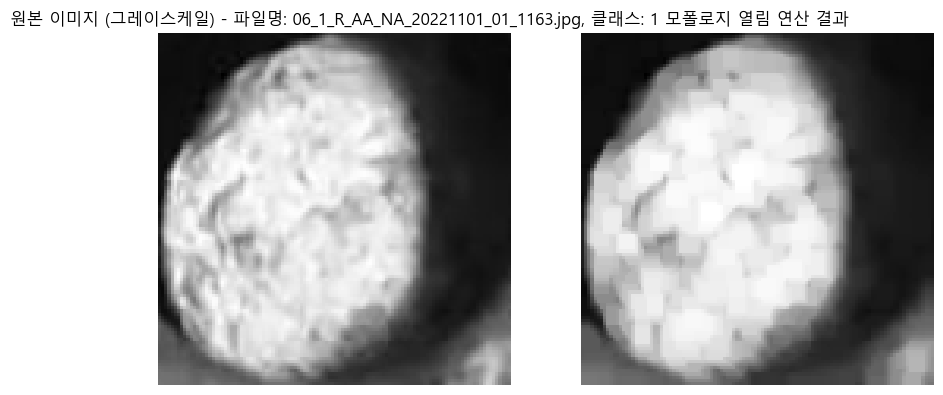 원본 이미지 (그레이스케일) - 파일명: 06_1_R_AA_NA_20221101_01_1163.jpg, 클래스: 1 모폴로지 열림 연산 결과